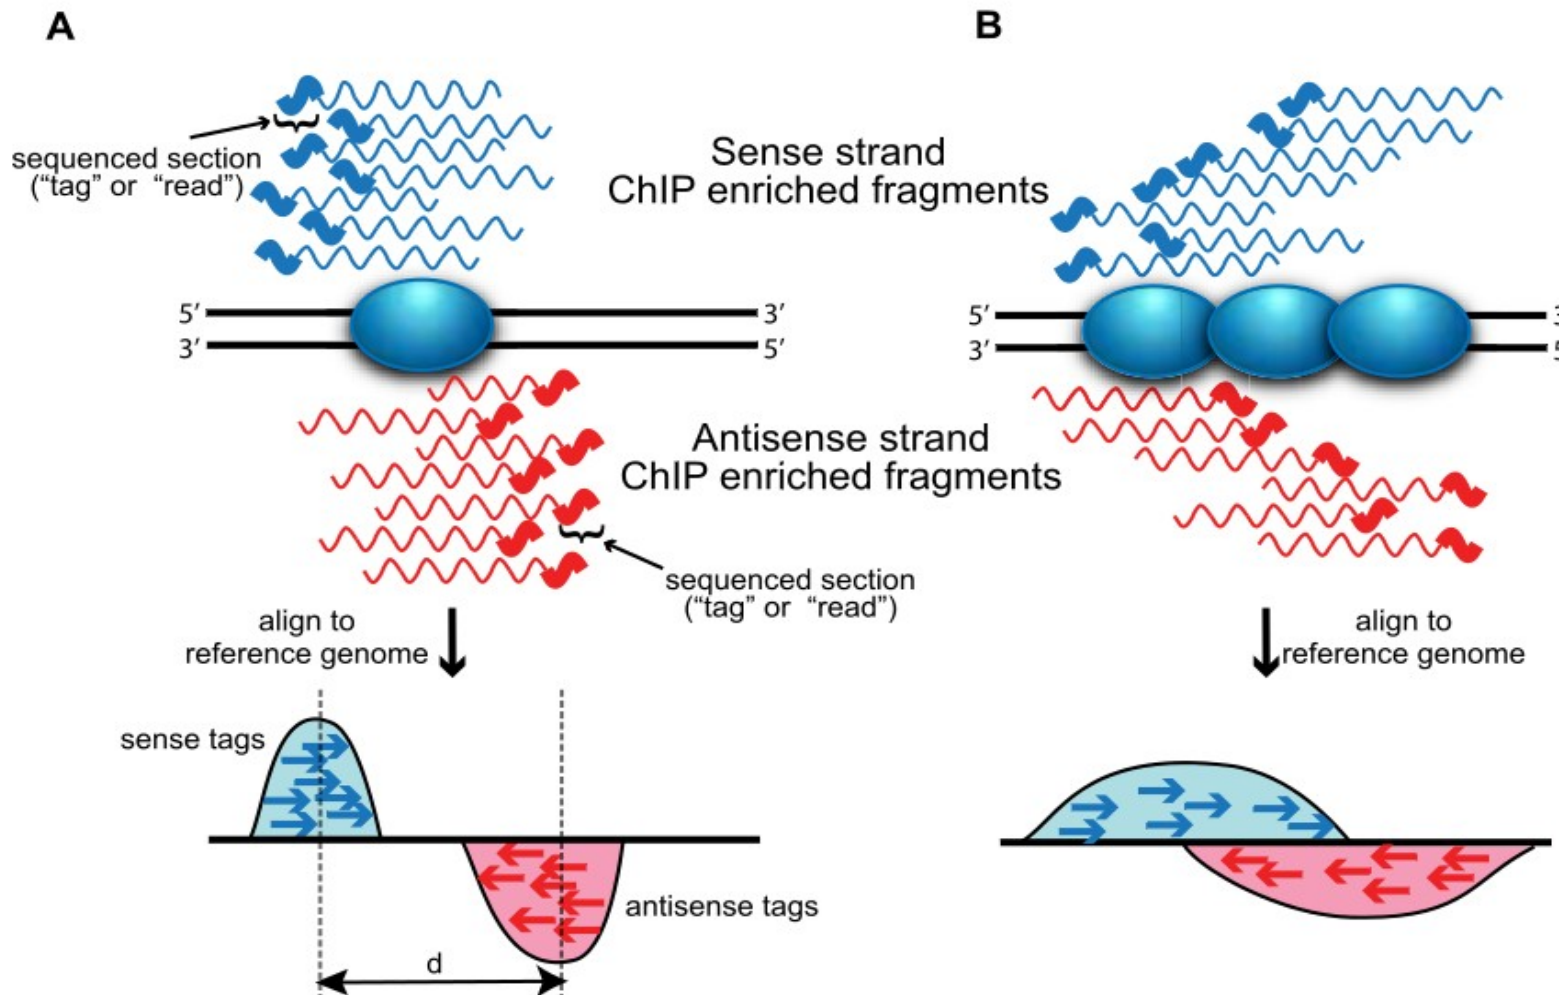 A
B
sequenced section
(“tag” or “read”)
Sense strand
ChIP enriched fragments
5’
3’
3’
5’
5’
3
3’
5
Antisense strand
ChIP enriched fragments
sequenced section
(“tag” or “read”)
align to
reference genome
align to
reference genome
sense tags
antisense tags
d